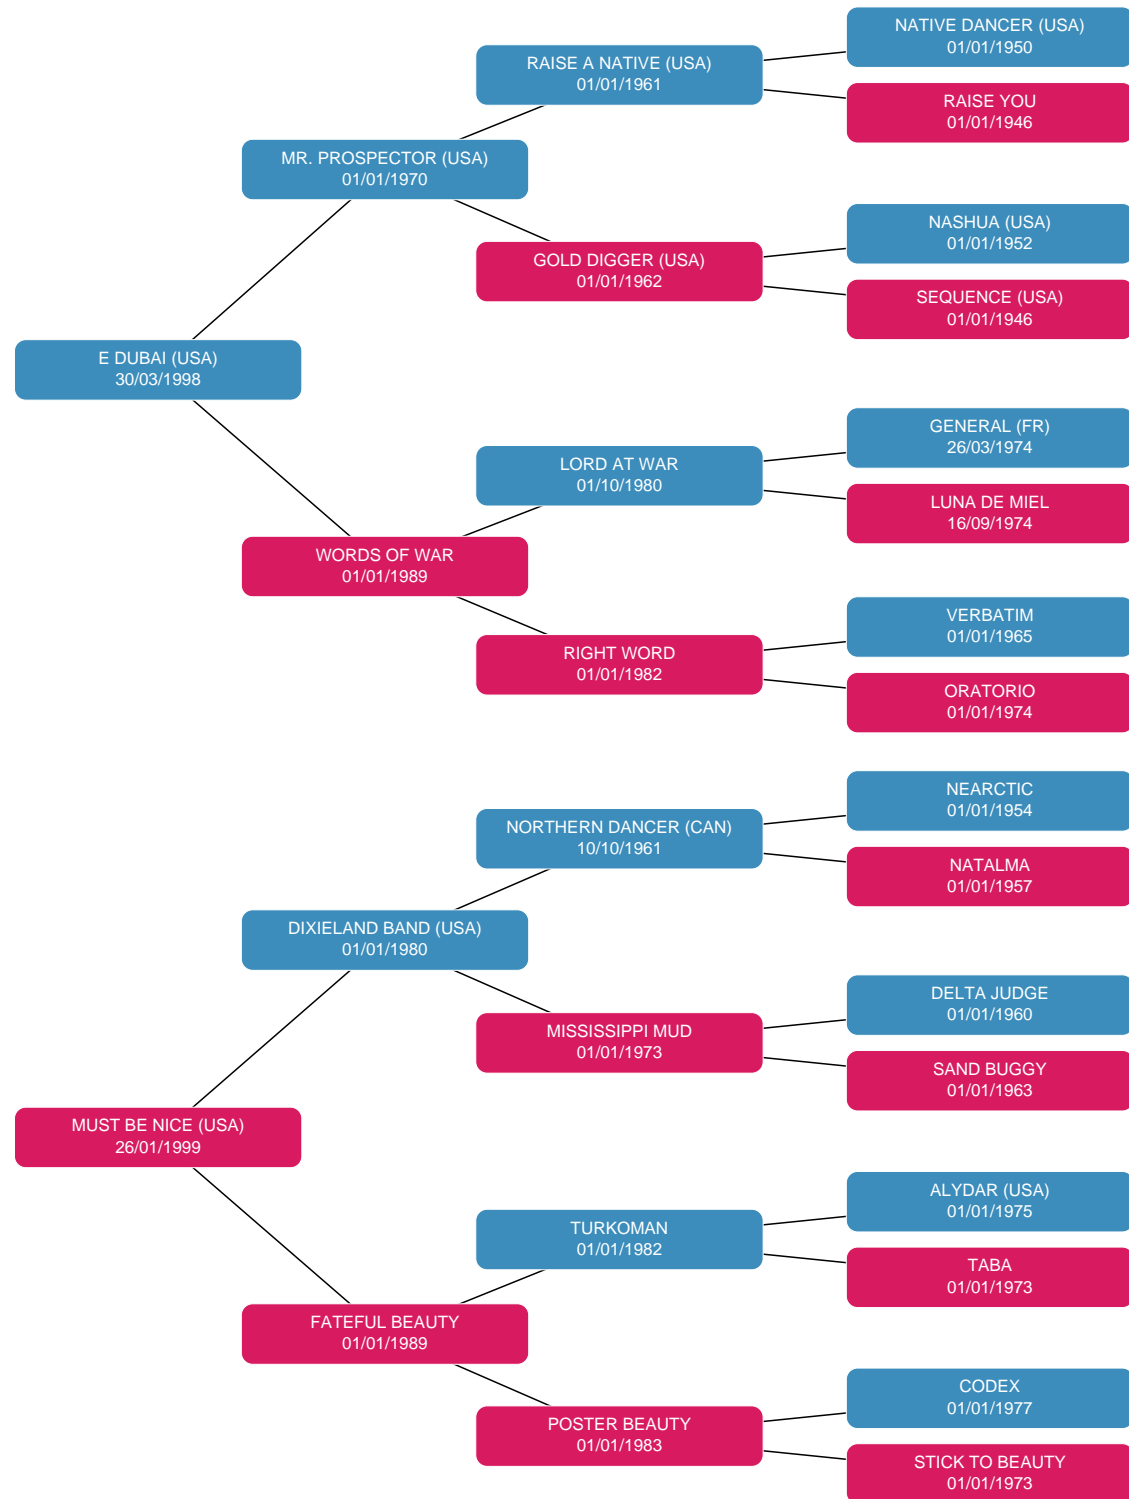 NATIVE DANCER (USA)
01/01/1950
RAISE A NATIVE (USA)
01/01/1961
RAISE YOU
01/01/1946
MR. PROSPECTOR (USA)
01/01/1970
NASHUA (USA)
01/01/1952
GOLD DIGGER (USA)
01/01/1962
SEQUENCE (USA)
01/01/1946
E DUBAI (USA)
30/03/1998
GENERAL (FR)
26/03/1974
LORD AT WAR
01/10/1980
LUNA DE MIEL
16/09/1974
WORDS OF WAR
01/01/1989
VERBATIM
01/01/1965
RIGHT WORD
01/01/1982
ORATORIO
01/01/1974
NEARCTIC
01/01/1954
NORTHERN DANCER (CAN)
10/10/1961
NATALMA
01/01/1957
DIXIELAND BAND (USA)
01/01/1980
DELTA JUDGE
01/01/1960
MISSISSIPPI MUD
01/01/1973
SAND BUGGY
01/01/1963
MUST BE NICE (USA)
26/01/1999
ALYDAR (USA)
01/01/1975
TURKOMAN
01/01/1982
TABA
01/01/1973
FATEFUL BEAUTY
01/01/1989
CODEX
01/01/1977
POSTER BEAUTY
01/01/1983
STICK TO BEAUTY
01/01/1973